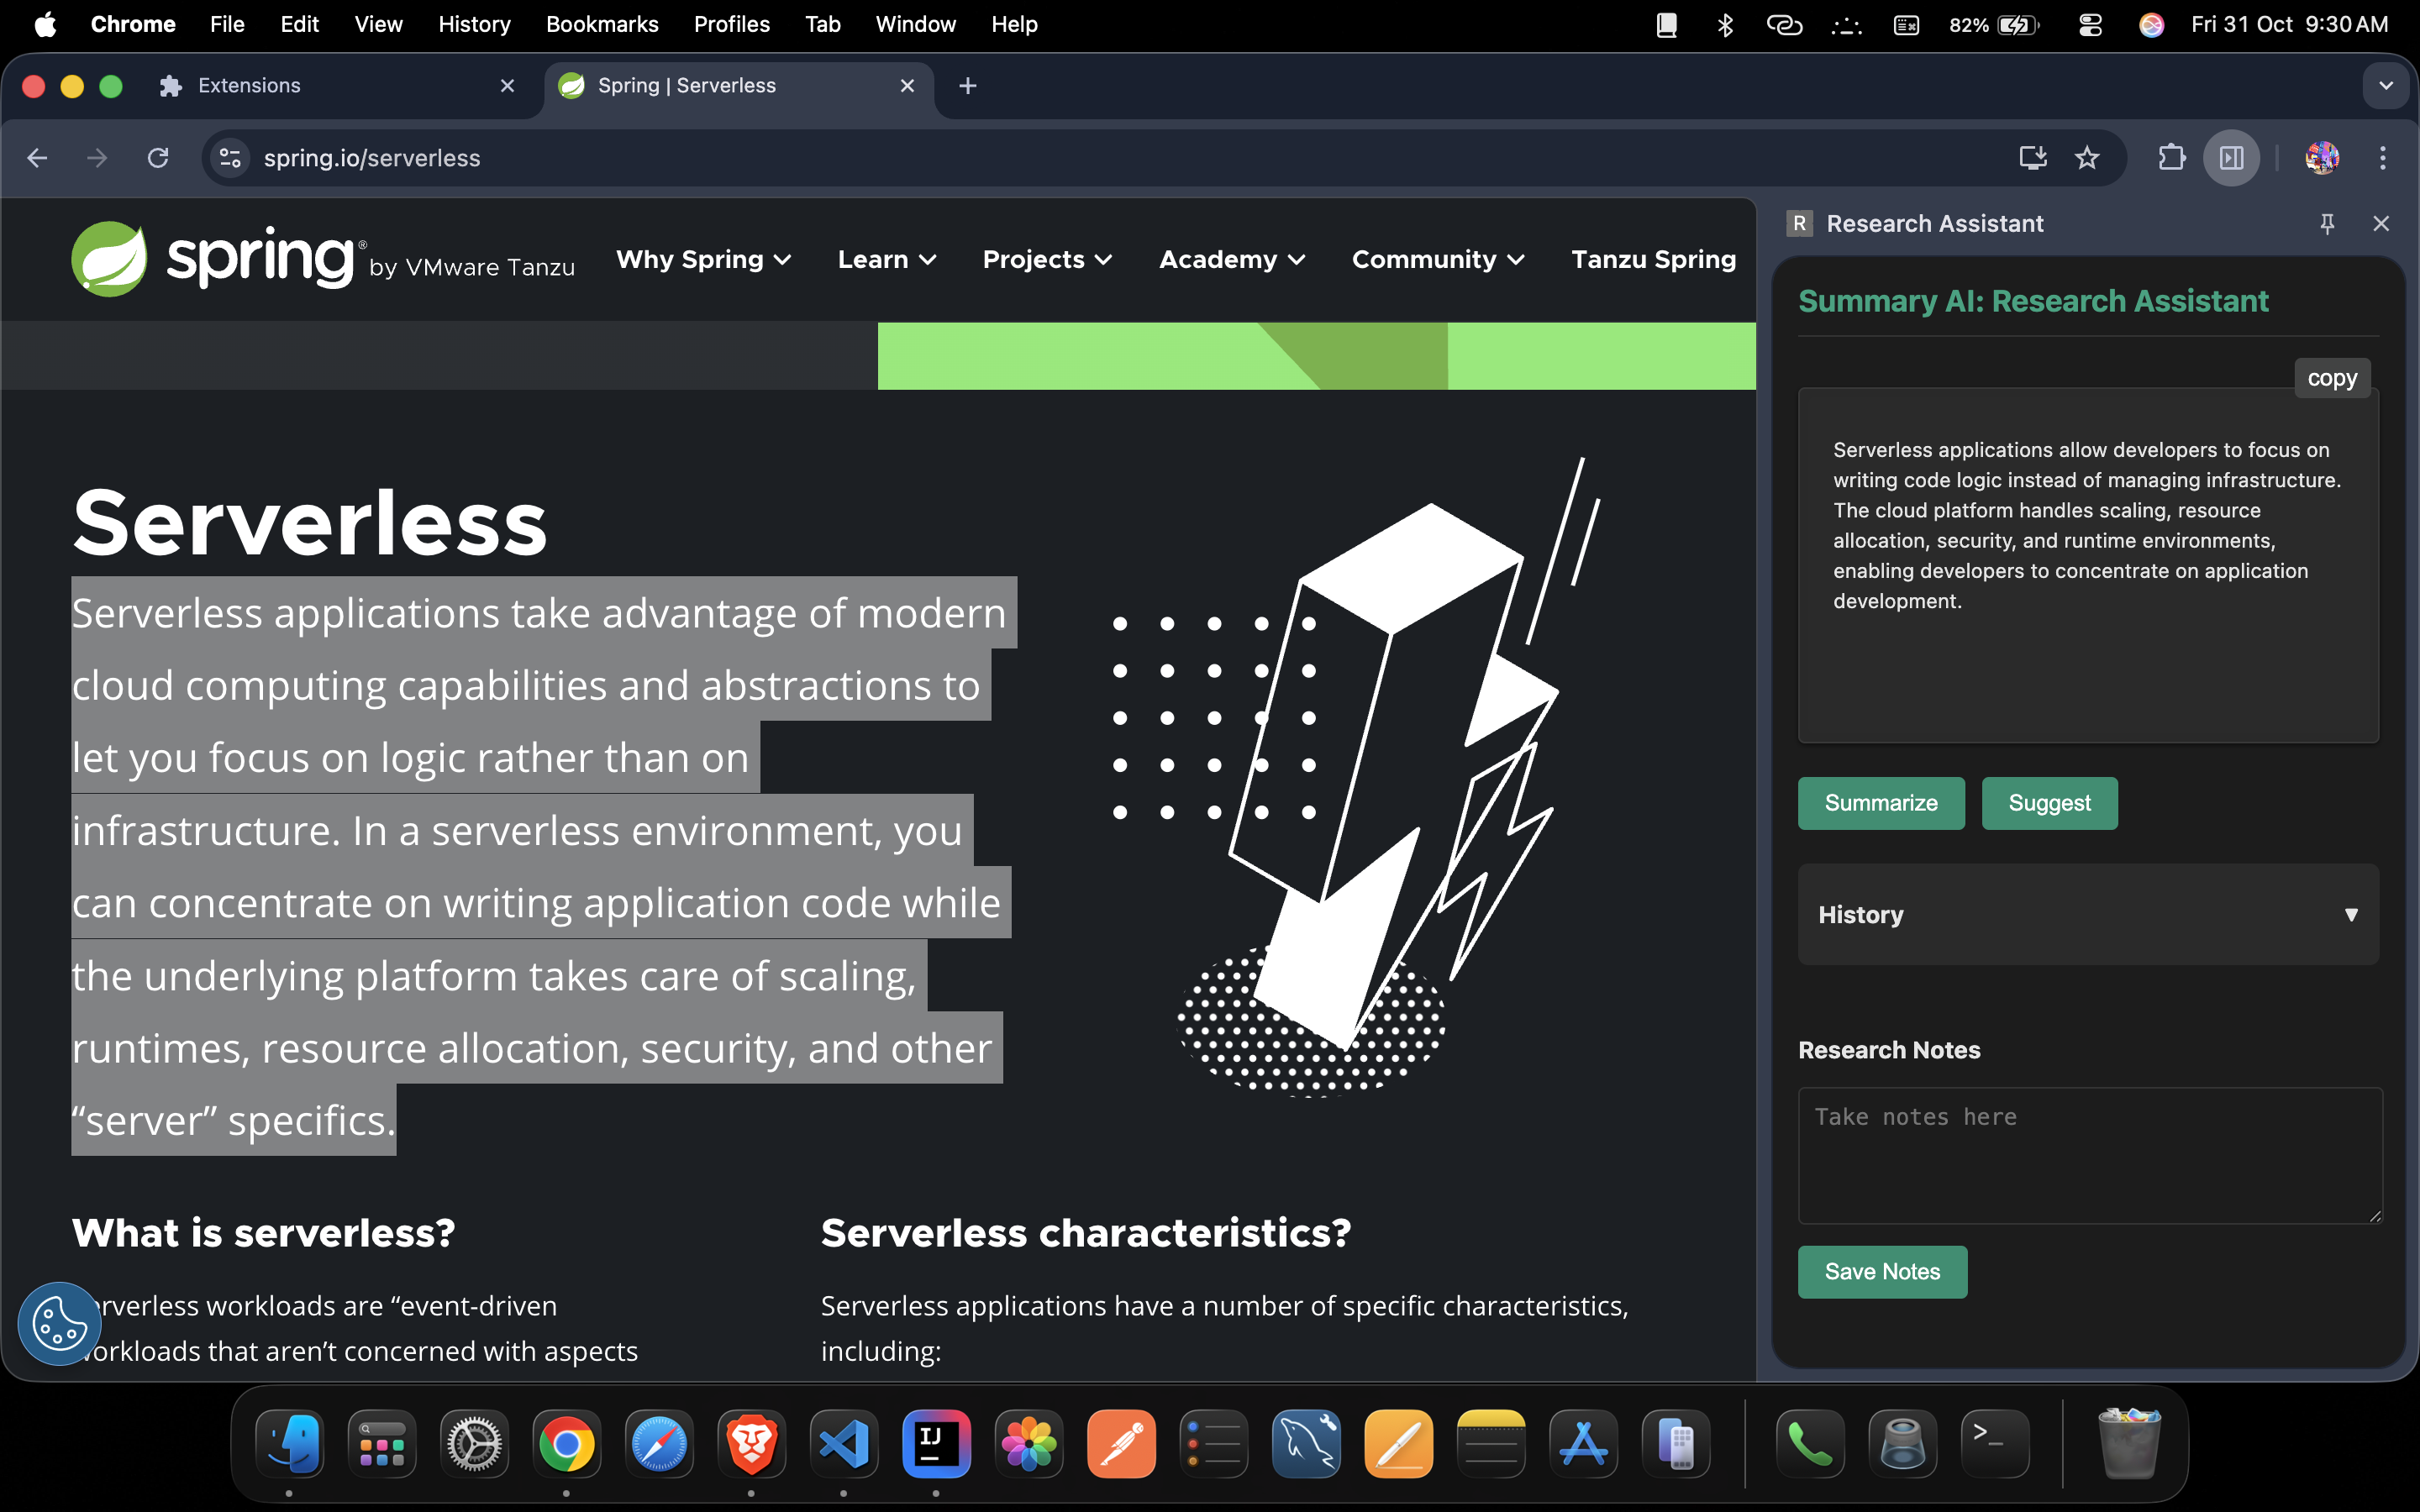 Chrome File Edit View History Bookmarks Profiles Tab Window Help 82% Fri 31 Oct 9:30 AM
Extensions
Spring | Serverless
spring.io/serverless
spring® by VMware Tanzu
Why Spring Learn Projects Academy Community Tanzu Spring
Serverless
Serverless applications take advantage of modern
cloud computing capabilities and abstractions to
let you focus on logic rather than on
infrastructure. In a serverless environment, you
can concentrate on writing application code while
the underlying platform takes care of scaling,
runtimes, resource allocation, security, and other
“server” specifics.
What is serverless?
erverless workloads are “event-driven
workloads that aren’t concerned with aspects
Serverless characteristics?
Serverless applications have a number of specific characteristics,
including:
R Research Assistant
Summary AI: Research Assistant
copy
Serverless applications allow developers to focus on
writing code logic instead of managing infrastructure.
The cloud platform handles scaling, resource
allocation, security, and runtime environments,
enabling developers to concentrate on application
development.
Summarize
Suggest
History
Research Notes
Take notes here
Save Notes
IJ